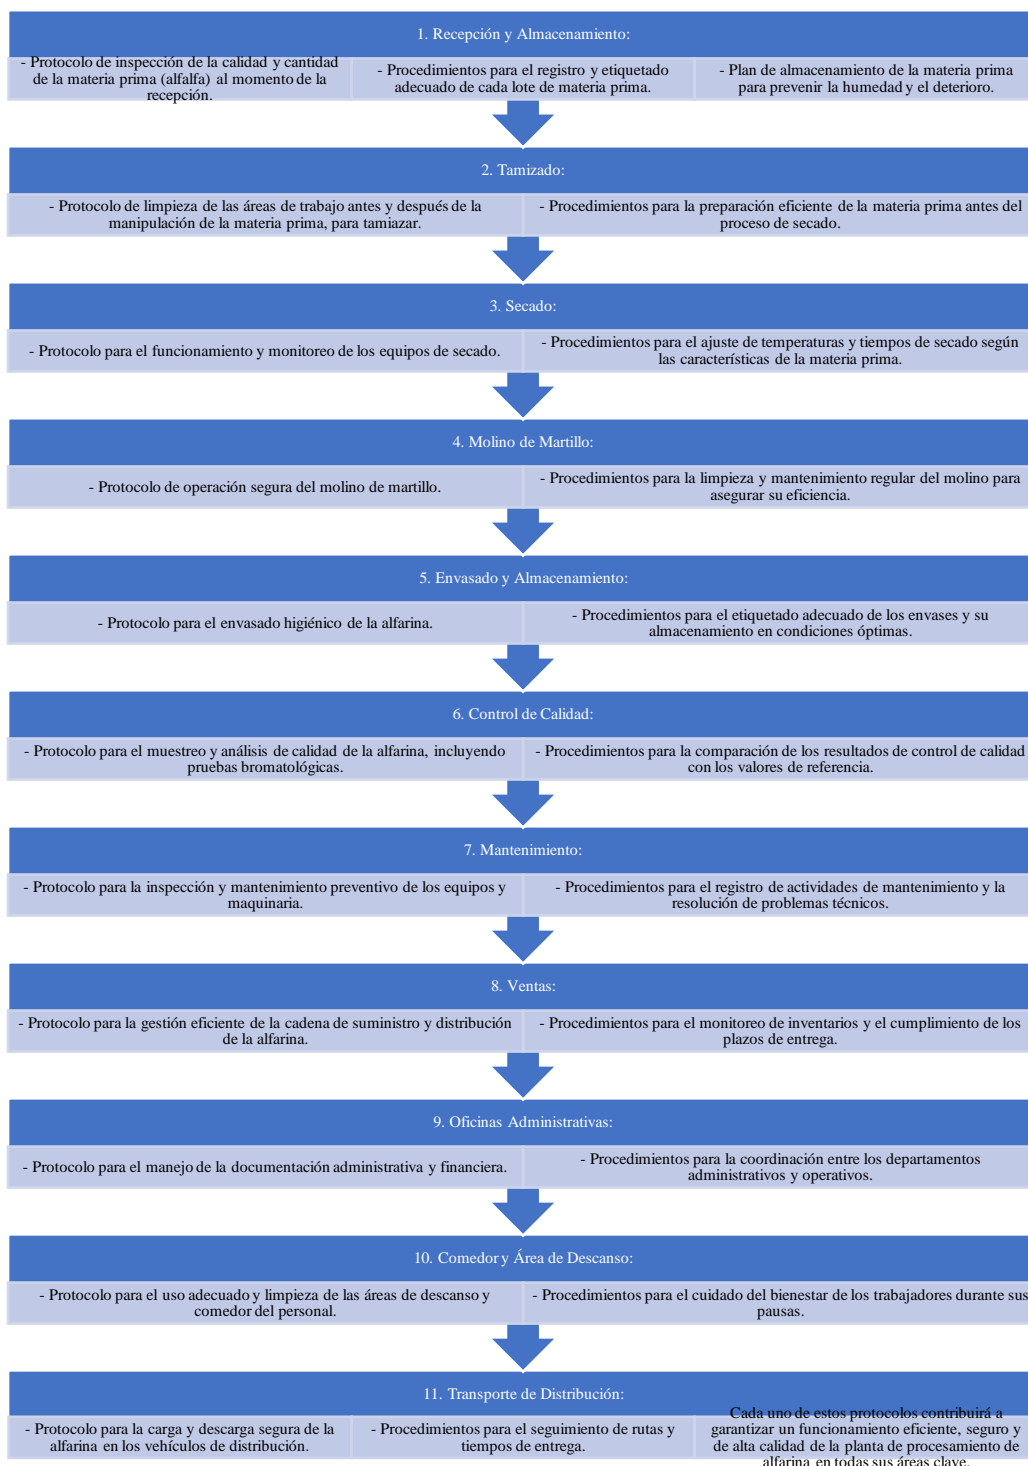 1. Recepción y Almacenamiento:
- Protocolo de inspección de la calidad y cantidad
de la materia prima (alfalfa) al momento de la
recepción.
- Procedimientos para el registro y etiquetado
adecuado de cada lote de materia prima.
- Plan de almacenamiento de la materia prima
para prevenir la humedad y el deterioro.
2. Tamizado:
- Protocolo de limpieza de las áreas de trabajo antes y después de la
manipulación de la materia prima, para tamiazar.
- Procedimientos para la preparación eficiente de la materia prima antes del
proceso de secado.
3. Secado:
- Protocolo para el funcionamiento y monitoreo de los equipos de secado.
- Procedimientos para el ajuste de temperaturas y tiempos de secado según
las características de la materia prima.
4. Molino de Martillo:
- Protocolo de operación segura del molino de martillo.
- Procedimientos para la limpieza y mantenimiento regular del molino para
asegurar su eficiencia.
5. Envasado y Almacenamiento:
- Protocolo para el envasado higiénico de la alfarina.
- Procedimientos para el etiquetado adecuado de los envases y su
almacenamiento en condiciones óptimas.
6. Control de Calidad:
- Protocolo para el muestreo y análisis de calidad de la alfarina, incluyendo
pruebas bromatológicas.
- Procedimientos para la comparación de los resultados de control de calidad
con los valores de referencia.
7. Mantenimiento:
- Protocolo para la inspección y mantenimiento preventivo de los equipos y
maquinaria.
- Procedimientos para el registro de actividades de mantenimiento y la
resolución de problemas técnicos.
8. Ventas:
- Protocolo para la gestión eficiente de la cadena de suministro y distribución
de la alfarina.
- Procedimientos para el monitoreo de inventarios y el cumplimiento de los
plazos de entrega.
9. Oficinas Administrativas:
- Protocolo para el manejo de la documentación administrativa y financiera.
- Procedimientos para la coordinación entre los departamentos
administrativos y operativos.
10. Comedor y Área de Descanso:
- Protocolo para el uso adecuado y limpieza de las áreas de descanso y
comedor del personal.
- Procedimientos para el cuidado del bienestar de los trabajadores durante sus
pausas.
11. Transporte de Distribución:
- Protocolo para la carga y descarga segura de la
alfarina en los vehículos de distribución.
- Procedimientos para el seguimiento de rutas y
tiempos de entrega.
Cada uno de estos protocolos contribuirá a
garantizar un funcionamiento eficiente, seguro y
de alta calidad de la planta de procesamiento de
alfarina en todas sus áreas clave.